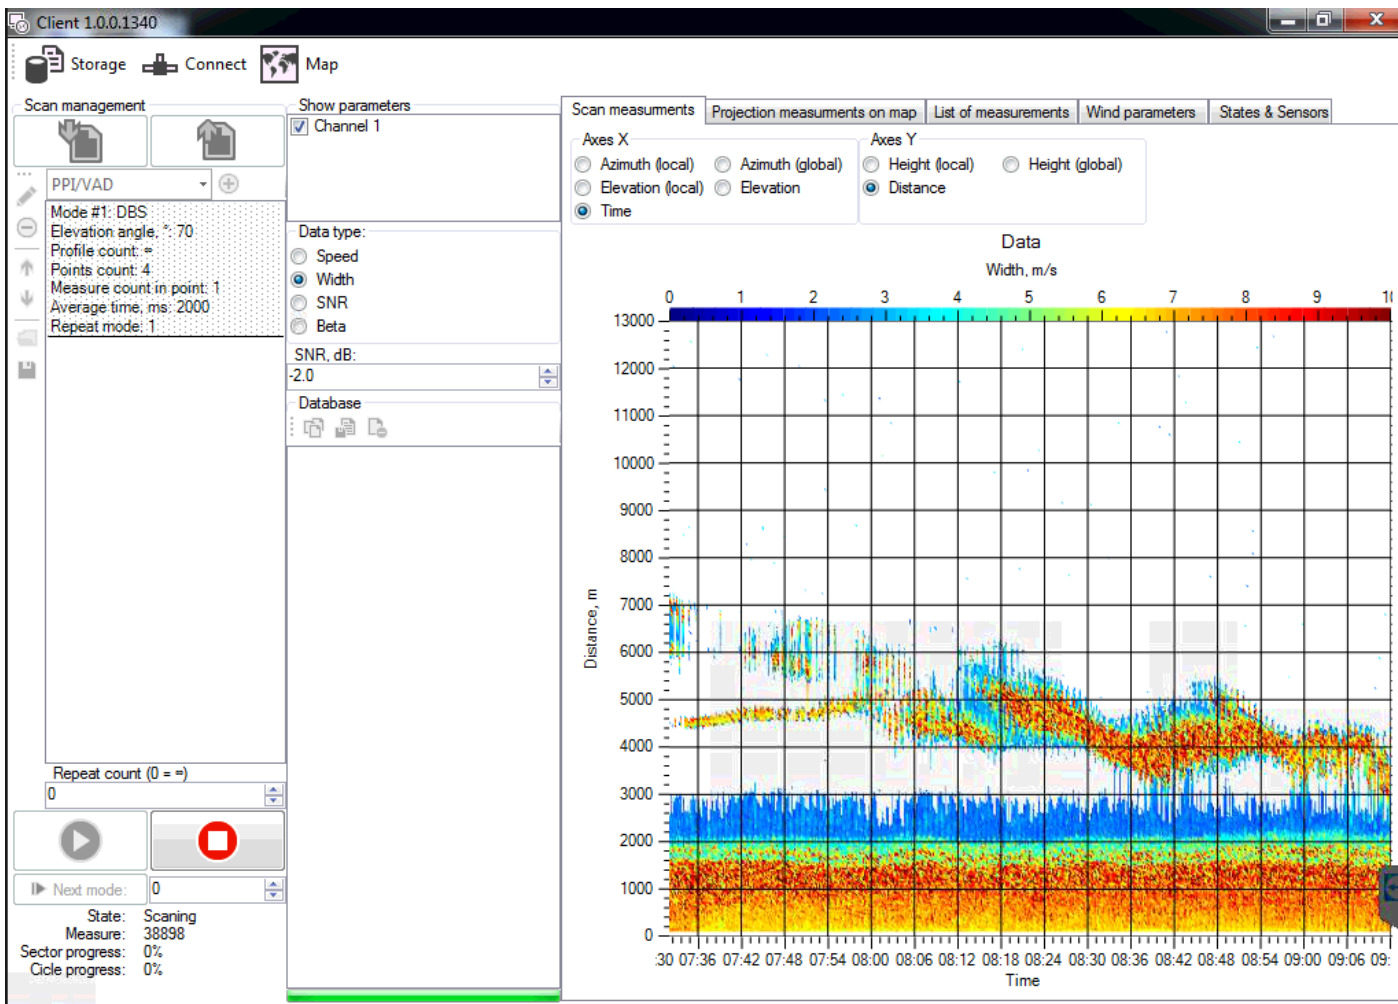 Client 1.0.0.1340
Storage Connect Map
Scan management
PPI/VAD
Mode #1: DBS
Elevation angle, °: 70
Profile count: ∞
Points count: 4
Measure count in point: 1
Average time, ms: 2000
Repeat mode: 1
Repeat count (0 = ∞)
0
Next mode: 0
State: Scaning
Measure: 38898
Sector progress: 0%
Cicle progress: 0%
Show parameters
Channel 1
Data type:
Speed
Width
SNR
Beta
SNR, dB:
-2.0
Database
Scan measurments Projection measurments on map List of measurements Wind parameters States & Sensors
Axes X
Azimuth (local) Azimuth (global)
Elevation (local) Elevation
Time
Axes Y
Height (local) Height (global)
Distance
Data
Width, m/s
0 1 2 3 4 5 6 7 8 9 10
13000
12000
11000
10000
9000
8000
7000
6000
5000
4000
3000
2000
1000
0
Distance, m
:30 07:36 07:42 07:48 07:54 08:00 08:06 08:12 08:18 08:24 08:30 08:36 08:42 08:48 08:54 09:00 09:06 09:
Time